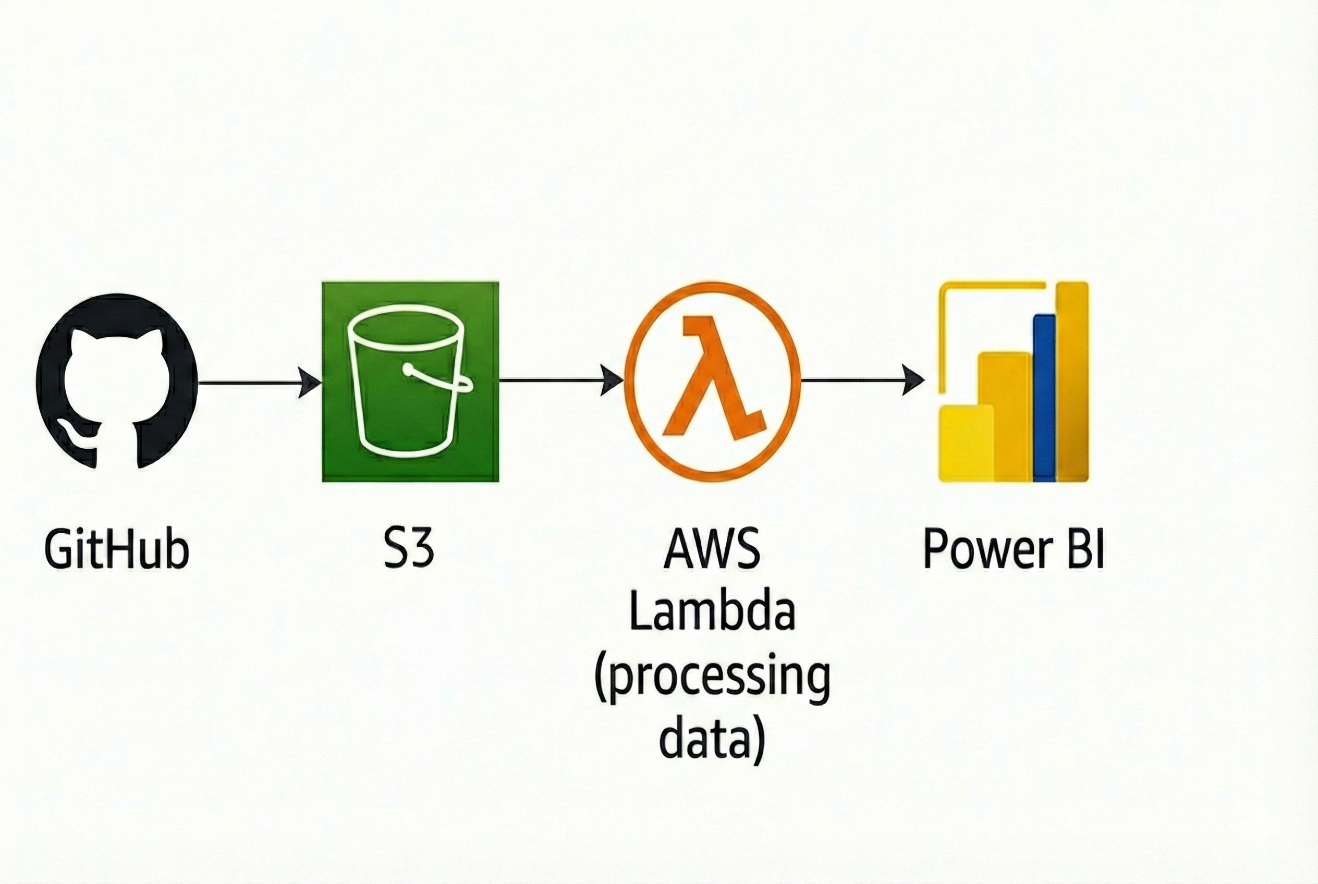 GitHub
S3
AWS
Lambda
(processing
data)
Power BI